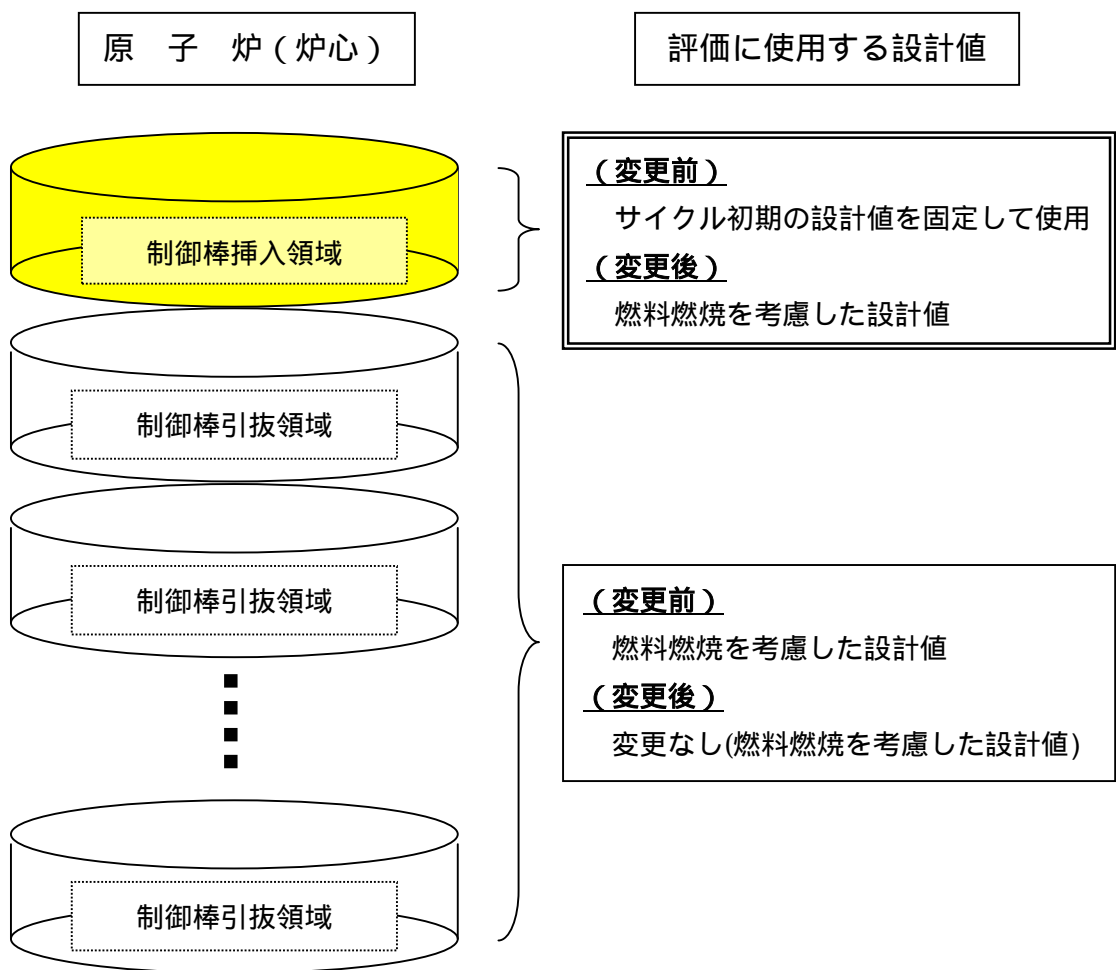 原 子 炉(炉心)
評価に使用する設計値
制御棒挿入領域
(変更前)
サイクル初期の設計値を固定して使用
(変更後)
燃料燃焼を考慮した設計値
制御棒引抜領域
制御棒引抜領域
制御棒引抜領域
(変更前)
燃料燃焼を考慮した設計値
(変更後)
変更なし(燃料燃焼を考慮した設計値)